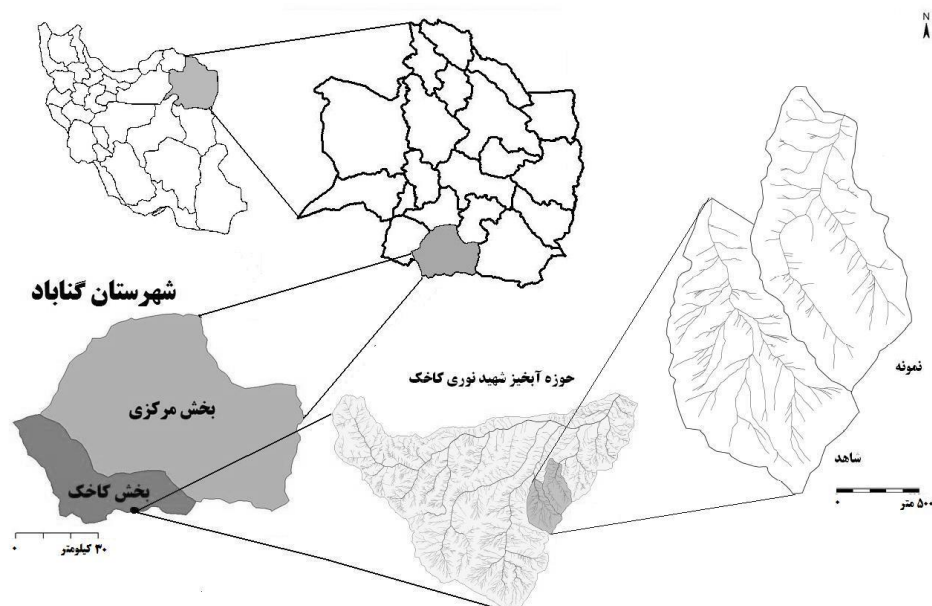 N
شهرستان گناباد
بخش مرکزی
بخش کاخک
۰ ۳۰ کیلومتر
حوزه آبخیز شهید نوری کاخک
نمونه
شاهد
۰ ۵۰۰ متر